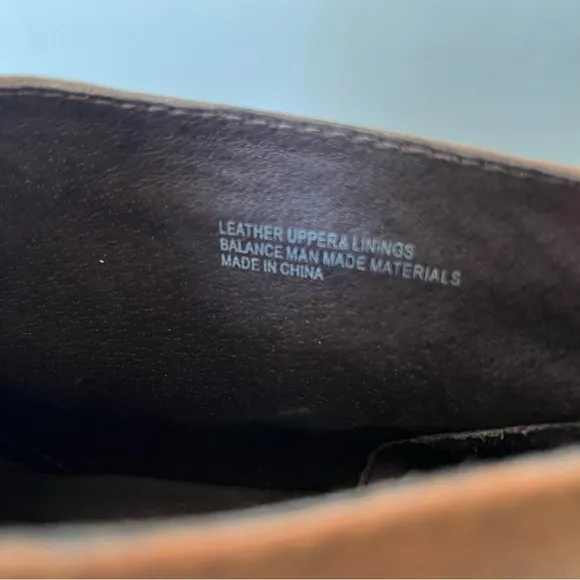 LEATHER UPPER & LININGS
BALANCE MAN MADE MATERIALS
MADE IN CHINA